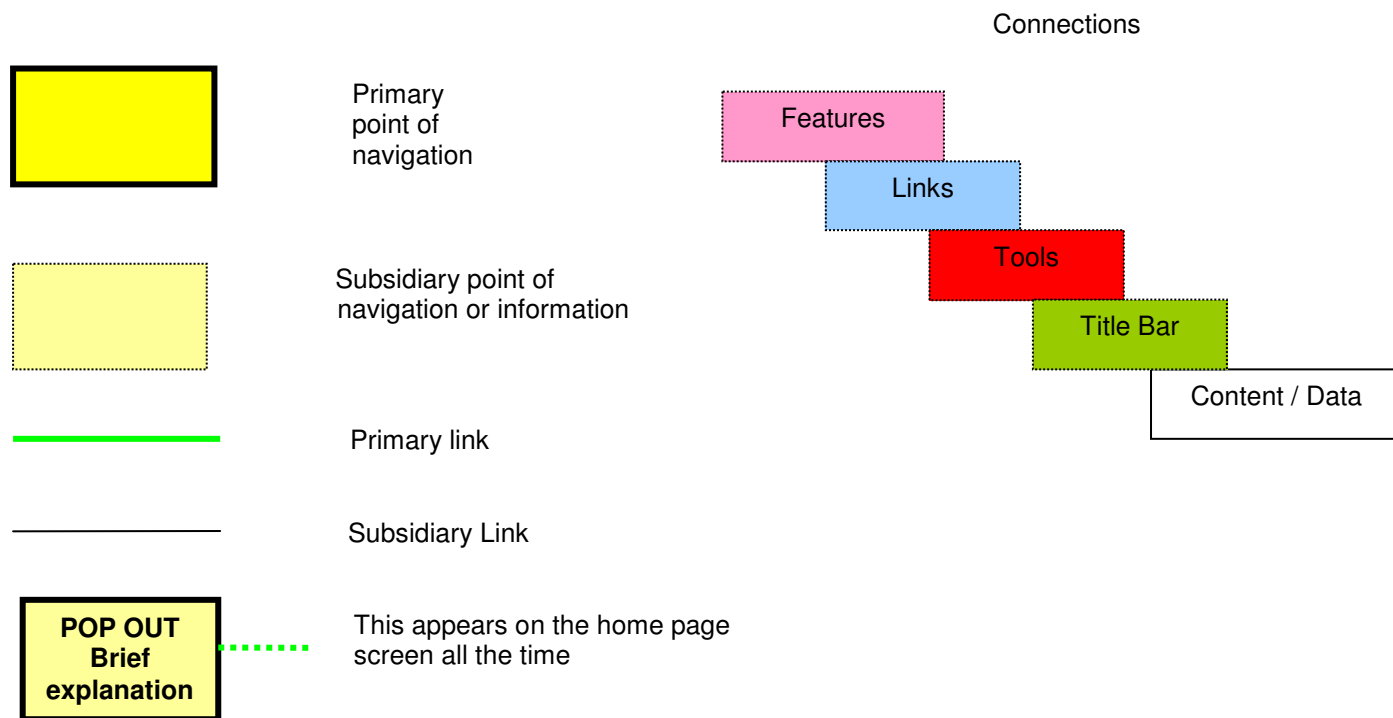 Connections
Primary
point of
navigation
Features
Links
Tools
Subsidiary point of
navigation or information
Title Bar
Content / Data
Primary link
Subsidiary Link
POP OUT
Brief
explanation
This appears on the home page
screen all the time